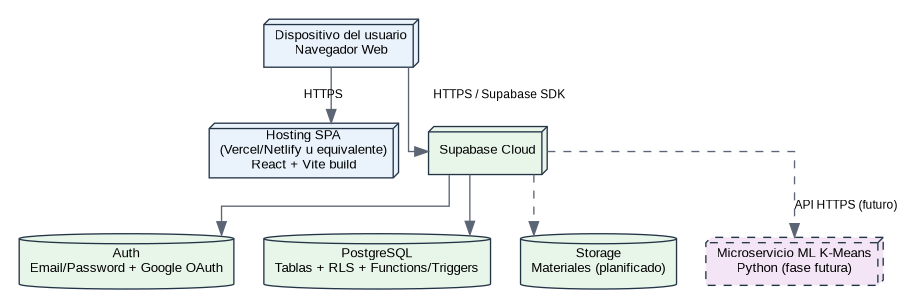 Dispositivo del usuario
Navegador Web
HTTPS
HTTPS / Supabase SDK
Hosting SPA
(Vercel/Netlify u equivalente)
React + Vite build
Supabase Cloud
API HTTPS (futuro)
Auth
Email/Password + Google OAuth
PostgreSQL
Tablas + RLS + Functions/Triggers
Storage
Materiales (planificado)
Microservicio ML K-Means
Python (fase futura)